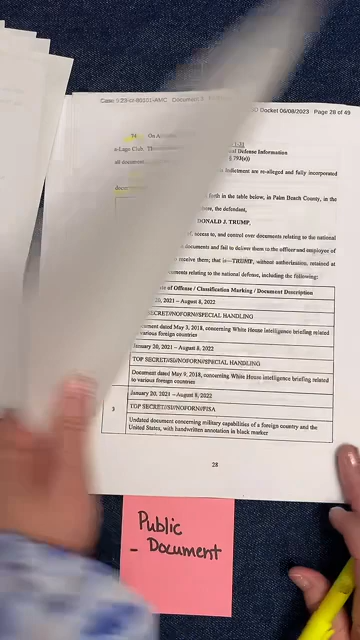 Case 9:23-cr-80101-AMC Document 3 Docket 06/08/2023 Page 28 of 49
74. On
Defense Information
§ 793(e))
-Lago Club.
all document
Indictment are re-alleged and fully incorporated
forth in the table below, in Palm Beach County, in the
the defendant,
DONALD J. TRUMP,
of, access to, and control over documents relating to the national
documents and fail to deliver them to the officer and employee of
receive them; that is—TRUMP, without authorization, retained at
documents relating to the national defense, including the following:
of Offense / Classification Marking / Document Description
20, 2021 – August 8, 2022
SECRET//NOFORN//SPECIAL HANDLING
Document dated May 3, 2018, concerning White House intelligence briefing related
to various foreign countries
January 20, 2021 – August 8, 2022
TOP SECRET//SI//NOFORN//SPECIAL HANDLING
Document dated May 9, 2018, concerning White House intelligence briefing related
to various foreign countries
January 20, 2021 – August 8, 2022
3
TOP SECRET//SI//NOFORN//FISA
Undated document concerning military capabilities of a foreign country and the
United States, with handwritten annotation in black marker
28
Public
- Document